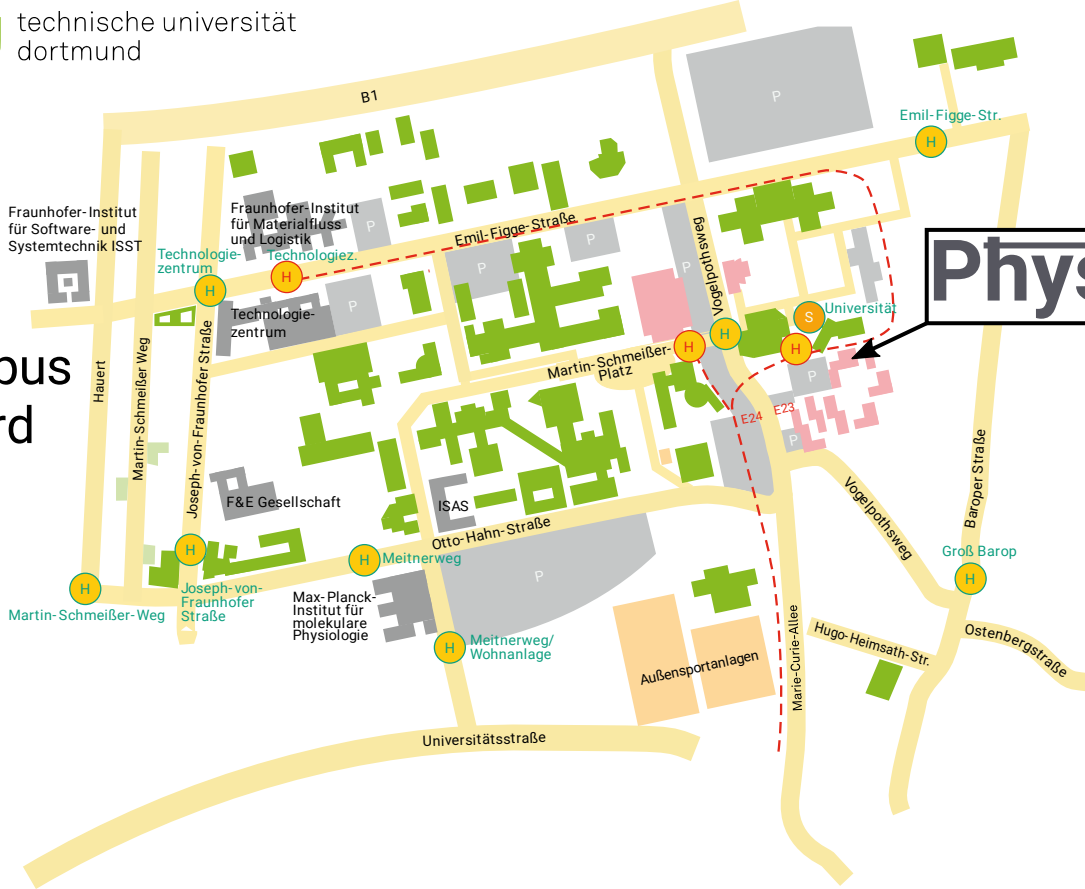 technische universität
dortmund
B1
P
Emil-Figge-Str.
H
Fraunhofer-Institut
für Software- und
Systemtechnik ISST
Fraunhofer-Institut
für Materialfluss
und Logistik
P
Emil-Figge-Straße
P
P
P
Vogelpothsweg
Technologie-
zentrum
H
Technologiez.
H
Technologie-
zentrum
P
Phys
S
Universität
H
H
H
Martin-Schmeißer-
Platz
P
E24
E23
P
pus
rd
Hauert
Martin-Schmeißer Weg
Joseph-von-Fraunhofer Straße
F&E Gesellschaft
ISAS
Otto-Hahn-Straße
P
Vogelpothsweg
Baroper Straße
Groß Barop
H
H
Martin-Schmeißer-Weg
H
Joseph-von-
Fraunhofer
Straße
H
Meitnerweg
Max-Planck-
Institut für
molekulare
Physiologie
H
Meitnerweg/
Wohnanlage
Außensportanlagen
Marie-Curie-Allee
Hugo-Heimsath-Str.
Ostenbergstraße
Universitätsstraße